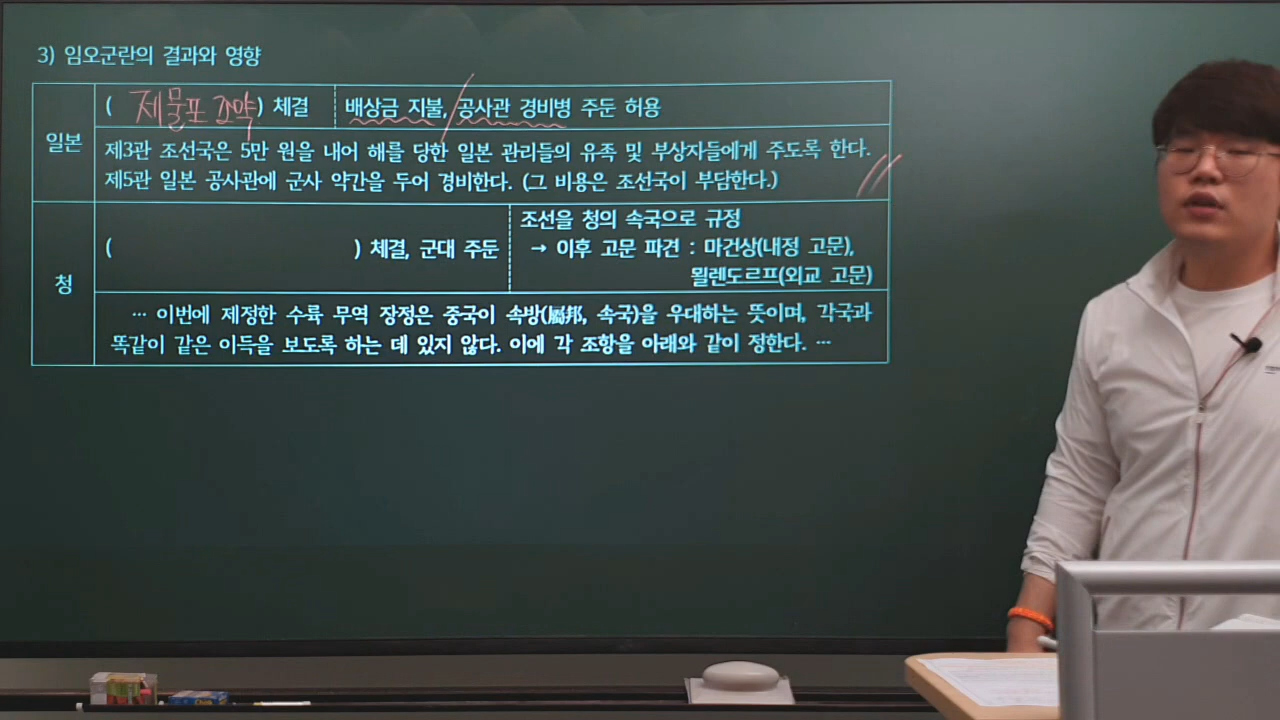 3) 임오군란의 결과와 영향
일본
( 제물포 조약) 체결
배상금 지불, 공사관 경비병 주둔 허용
제3관 조선국은 5만 원을 내어 해를 당한 일본 관리들의 유족 및 부상자들에게 주도록 한다.
제5관 일본 공사관에 군사 약간을 두어 경비한다. (그 비용은 조선국이 부담한다.)
청
( ) 체결, 군대 주둔
조선을 청의 속국으로 규정
→ 이후 고문 파견 : 마건상(내정 고문),
묄렌도르프(외교 고문)
… 이번에 제정한 수륙 무역 장정은 중국이 속방(屬邦, 속국)을 우대하는 뜻이며, 각국과
똑같이 같은 이득을 보도록 하는 데 있지 않다. 이에 각 조항을 아래와 같이 정한다. …